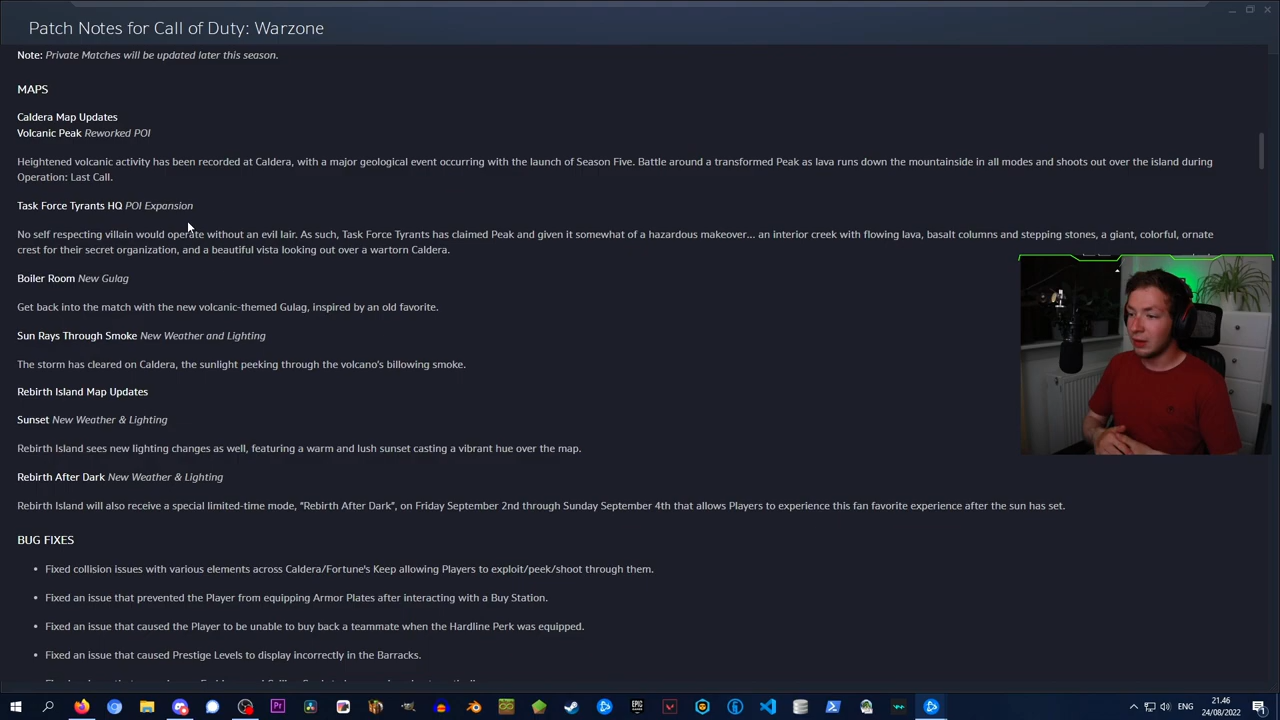 Patch Notes for Call of Duty: Warzone
Note: Private Matches will be updated later this season.
MAPS
Caldera Map Updates
Volcanic Peak Reworked POI
Heightened volcanic activity has been recorded at Caldera, with a major geological event occurring with the launch of Season Five. Battle around a transformed Peak as lava runs down the mountainside in all modes and shoots out over the island during
Operation: Last Call.
Task Force Tyrants HQ POI Expansion
No self respecting villain would operate without an evil lair. As such, Task Force Tyrants has claimed Peak and given it somewhat of a hazardous makeover... an interior creek with flowing lava, basalt columns and stepping stones, a giant, colorful, ornate
crest for their secret organization, and a beautiful vista looking out over a wartorn Caldera.
Boiler Room New Gulag
Get back into the match with the new volcanic-themed Gulag, inspired by an old favorite.
Sun Rays Through Smoke New Weather and Lighting
The storm has cleared on Caldera, the sunlight peeking through the volcano's billowing smoke.
Rebirth Island Map Updates
Sunset New Weather & Lighting
Rebirth Island sees new lighting changes as well, featuring a warm and lush sunset casting a vibrant hue over the map.
Rebirth After Dark New Weather & Lighting
Rebirth Island will also receive a special limited-time mode, "Rebirth After Dark", on Friday September 2nd through Sunday September 4th that allows Players to experience this fan favorite experience after the sun has set.
BUG FIXES
• Fixed collision issues with various elements across Caldera/Fortune's Keep allowing Players to exploit/peek/shoot through them.
• Fixed an issue that prevented the Player from equipping Armor Plates after interacting with a Buy Station.
• Fixed an issue that caused the Player to be unable to buy back a teammate when the Hardline Perk was equipped.
• Fixed an issue that caused Prestige Levels to display incorrectly in the Barracks.
Pr
EPIC GAMES
ENG
21.46
24/08/2022